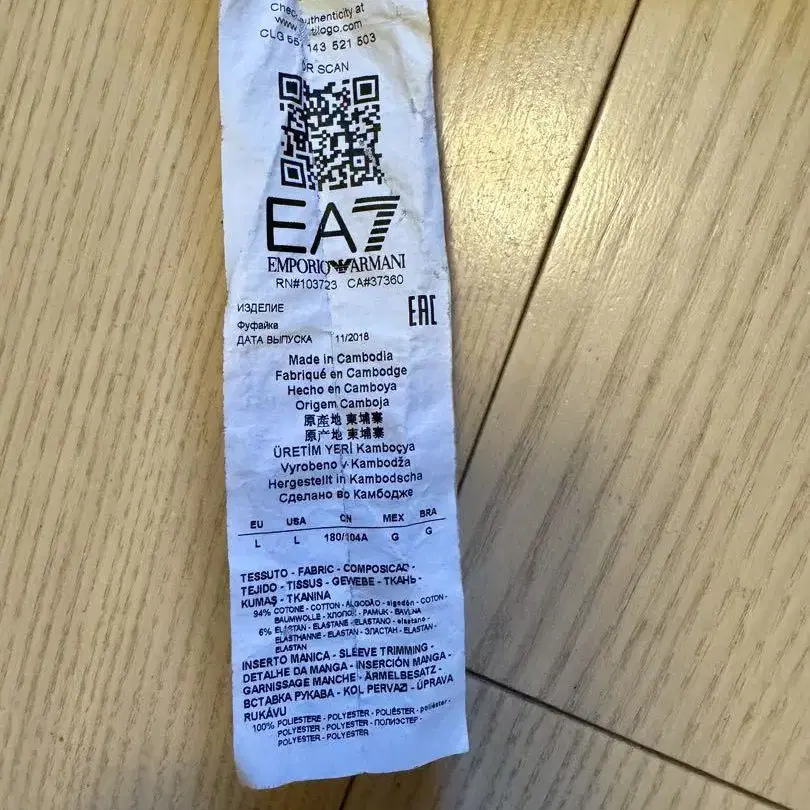 Check authenticity at
www. logo.com
CLG 143 521 503
OR SCAN
EA7
EMPORIO ARMANI
RN#103723 CA#37360
ИЗДЕЛИЕ
EAC
Фуфайка
ДАТА ВЫПУСКА 11/2018
Made in Cambodia
Fabriqué en Cambodge
Hecho en Camboya
Origem Camboja
原產地 柬埔寨
原产地 柬埔寨
ÜRETİM YERİ Kamboçya
Vyrobeno v Kambodža
Hergestellt in Kambodscha
Сделано во Камбодже
EU USA CN MEX BRA
L L 180/104A G G
TESSUTO - FABRIC - COMPOSICAO -
TEJIDO - TISSUS - GEWEBE - ТКАНЬ -
KUMAŞ - TKANINA
94% COTONE - COTTON - ALGODÃO - algodón - COTON -
BAUMWOLLE - ХЛОПОК - PAMUK - BAVLNA
6% ELASTAN - ELASTANE - ELASTANO - elastano -
ELASTHANNE - ELASTAN - ЭЛАСТАН - ELASTAN -
ELASTAN
INSERTO MANICA - SLEEVE TRIMMING -
DETALHE DA MANGA - INSERCIÓN MANGA -
GARNISSAGE MANCHE - ÄRMELBESATZ -
ВСТАВКА РУКАВА - KOL PERVAZI - ÚPRAVA
RUKÁVU
100% POLIESTERE - POLYESTER - POLIÉSTER - poliéster -
POLYESTER - POLYESTER - ПОЛИЭСТЕР -
POLYESTER - POLYESTER